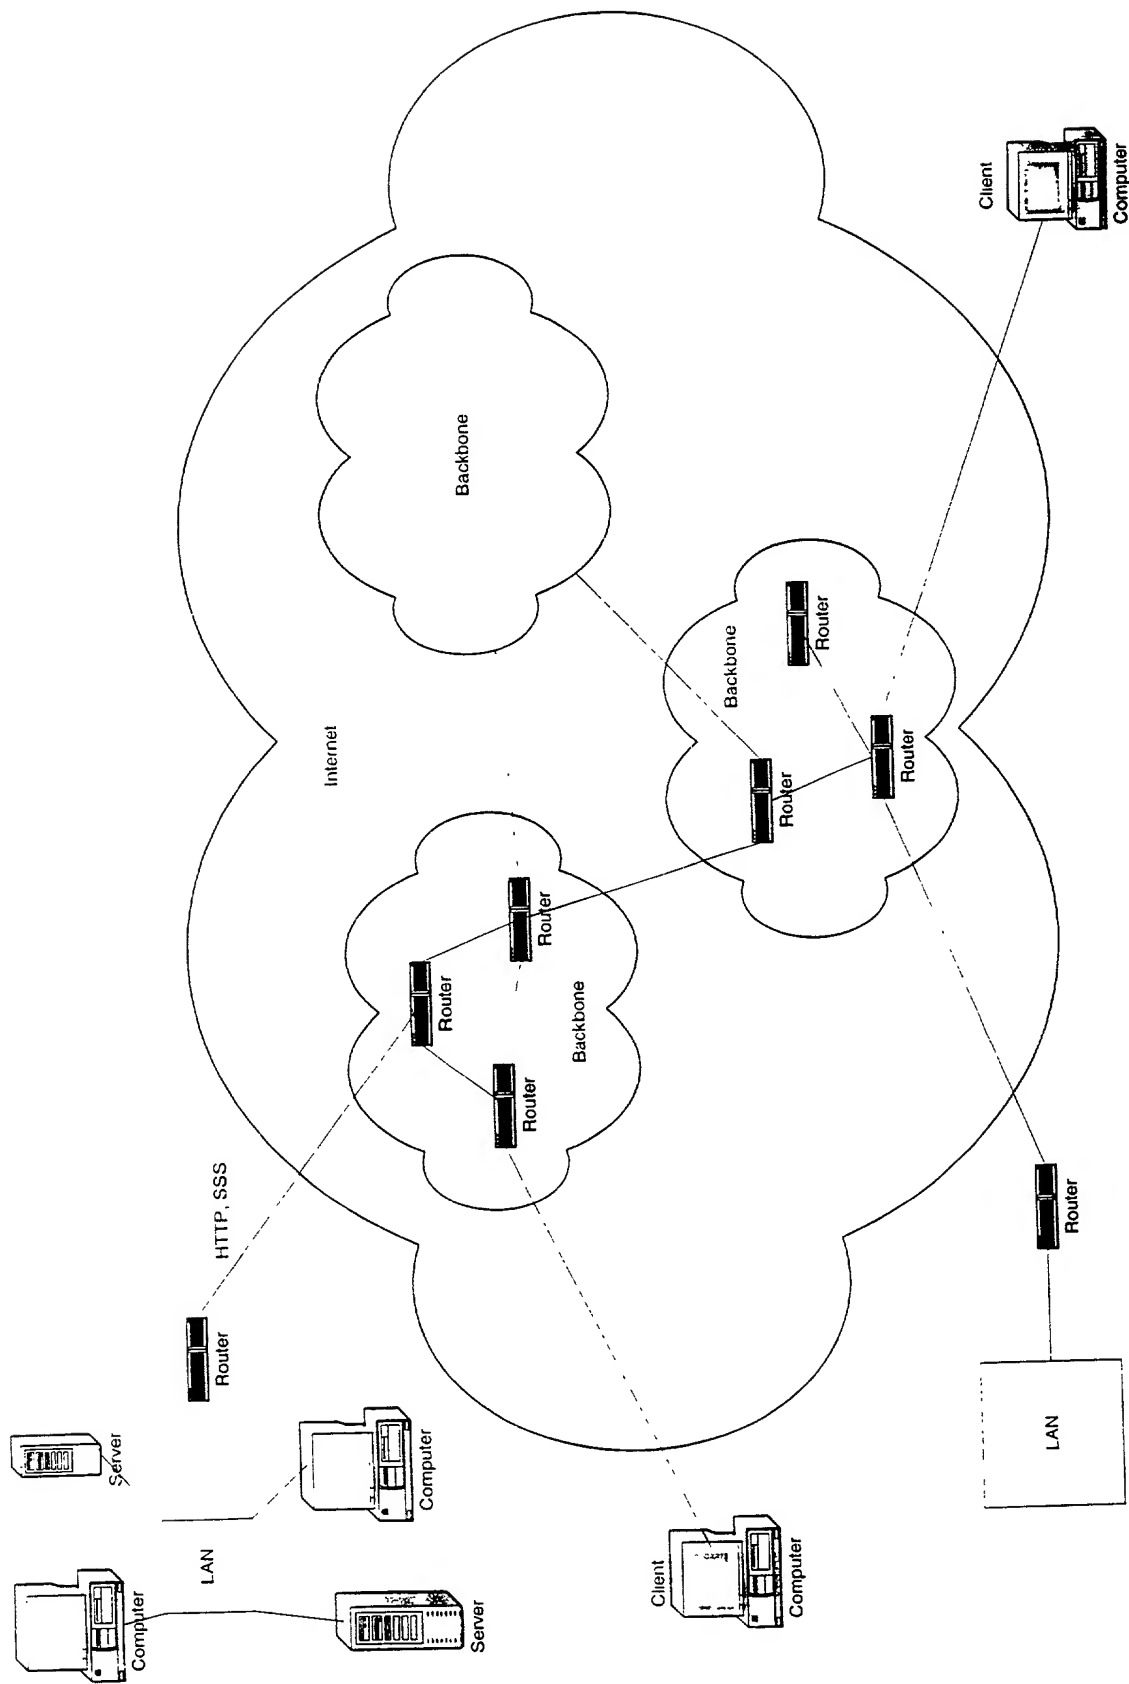 Server
Computer
LAN
Router
HTTP, SSS
Internet
Computer
Router
Backbone
Server
Router
Router
Backbone
Client
Backbone
Computer
Router
Router
Router
Client
LAN
Router
Computer